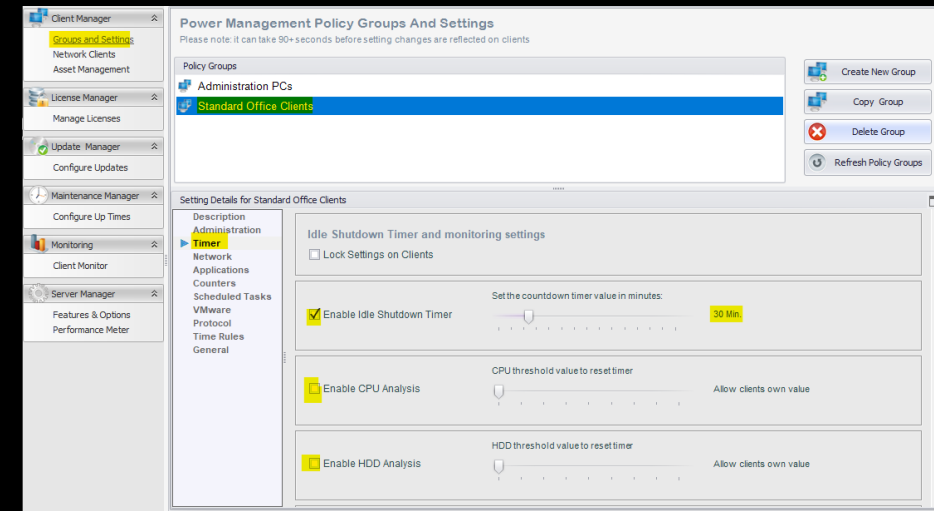 Client Manager
Groups and Settings
Network Clients
Asset Management
License Manager
Manage Licenses
Update Manager
Configure Updates
Maintenance Manager
Configure Up Times
Monitoring
Client Monitor
Server Manager
Features & Options
Performance Meter
Power Management Policy Groups And Settings
Please note: it can take 90+ seconds before setting changes are reflected on clients
Policy Groups
Administration PCs
Standard Office Clients
Create New Group
Copy Group
Delete Group
Refresh Policy Groups
Setting Details for Standard Office Clients
Description
Administration
Timer
Network
Applications
Counters
Scheduled Tasks
VMware
Protocol
Time Rules
General
Idle Shutdown Timer and monitoring settings
Lock Settings on Clients
Set the countdown timer value in minutes:
Enable Idle Shutdown Timer
30 Min.
CPU threshold value to reset timer
Enable CPU Analysis
Allow clients own value
HDD threshold value to reset timer
Enable HDD Analysis
Allow clients own value